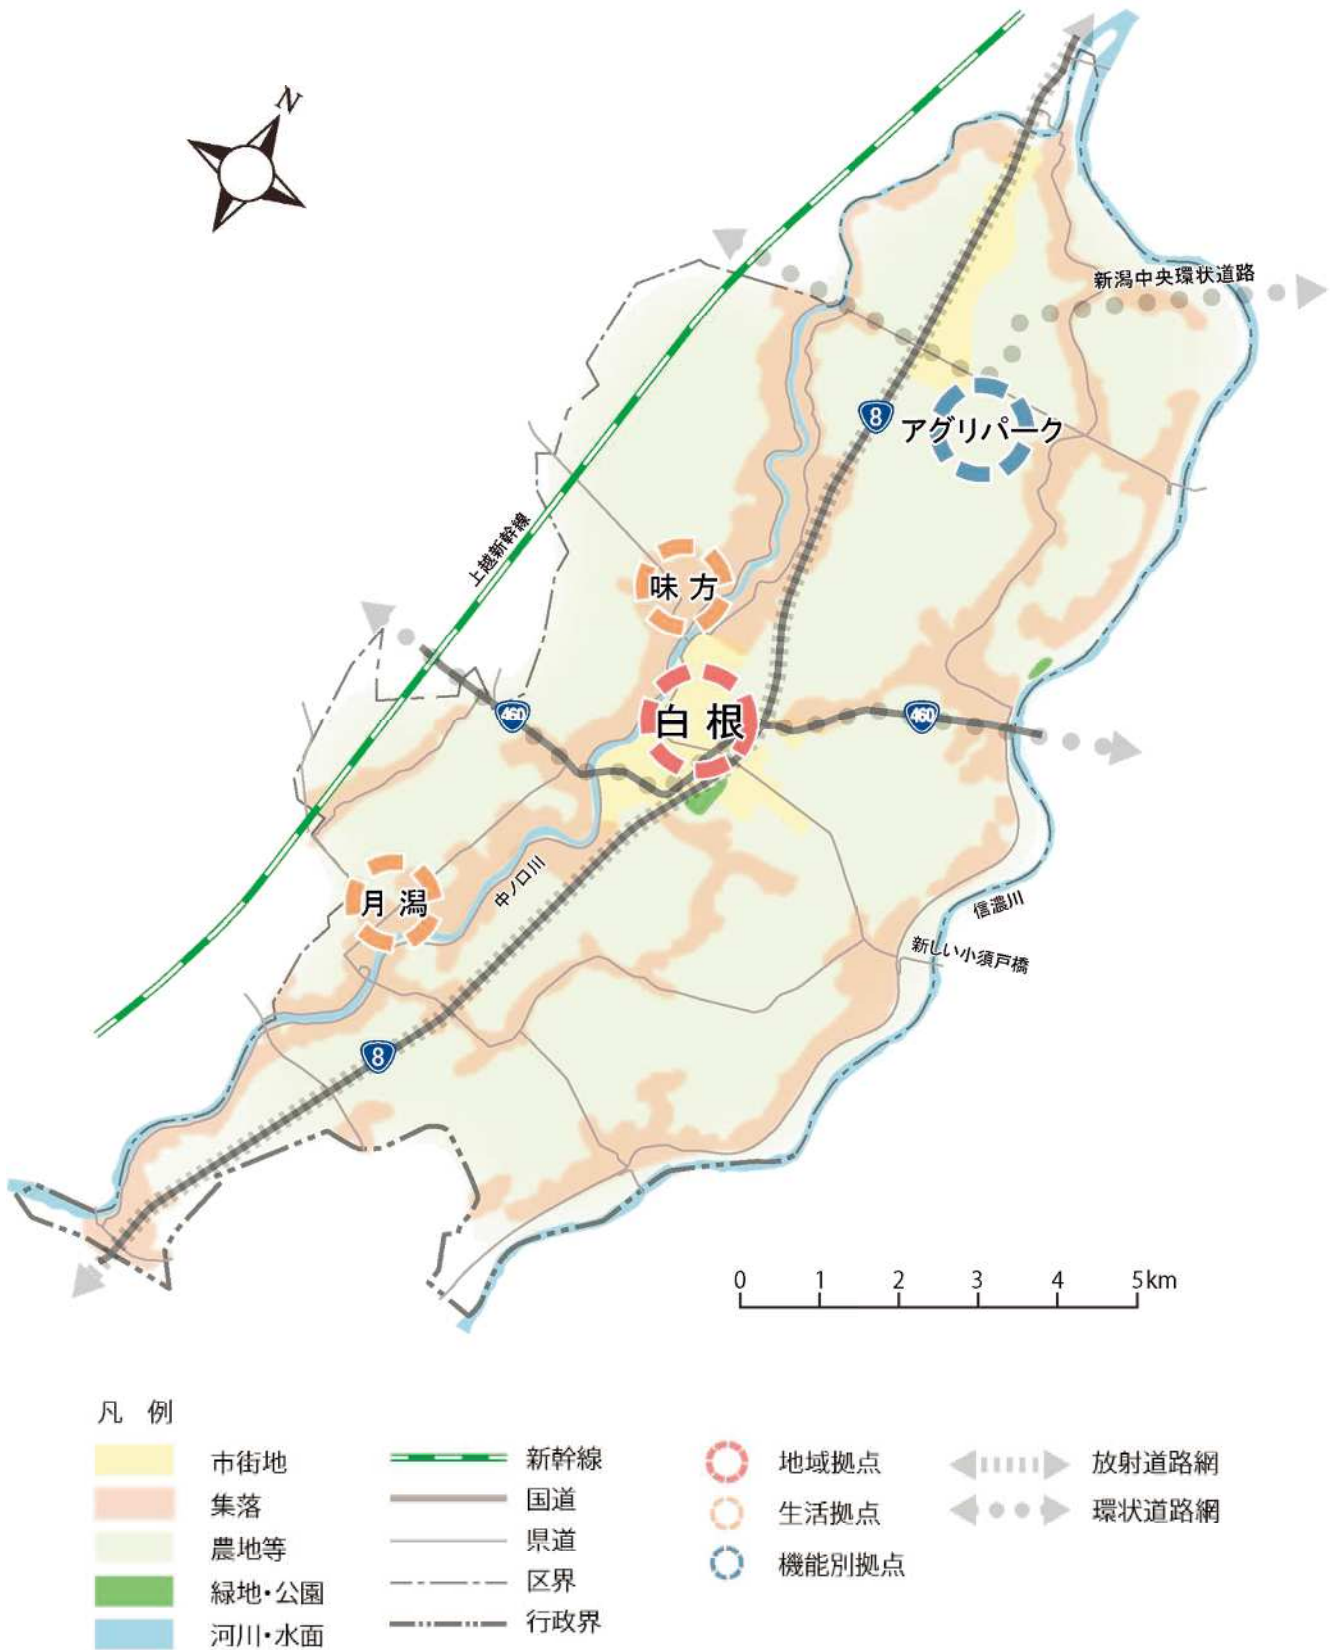 N
新潟中央環状道路
8
アグリパーク
上越新幹線
味方
白根
460
460
月潟
中ノ口川
信濃川
新しい小須戸橋
8
0 1 2 3 4 5km
凡 例
市街地
集落
農地等
緑地・公園
河川・水面
新幹線
国道
県道
区界
行政界
地域拠点
生活拠点
機能別拠点
放射道路網
環状道路網